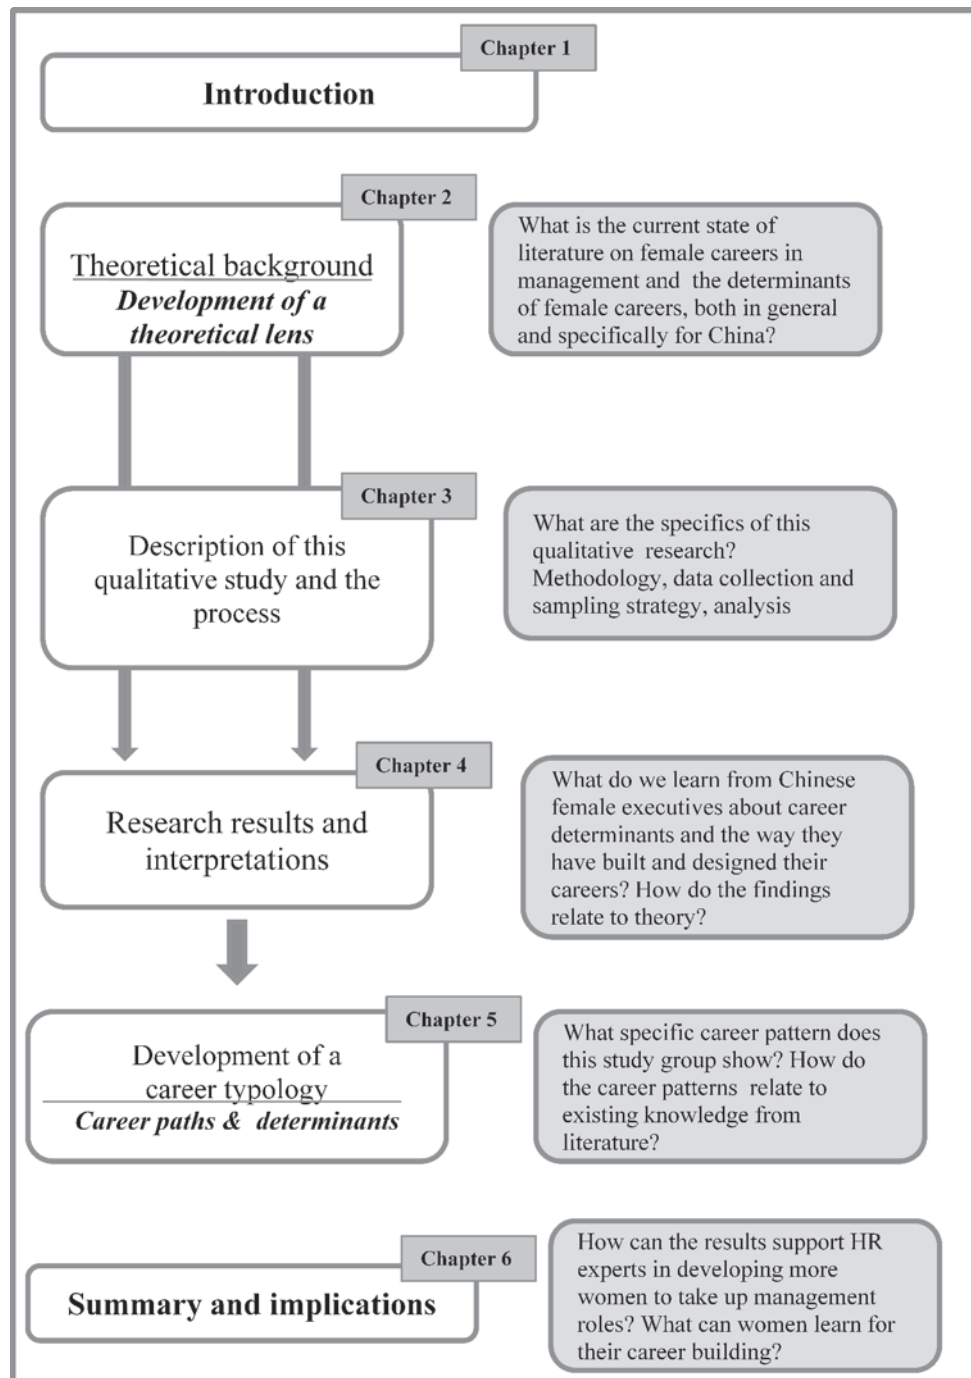 Chapter 1
Introduction
Chapter 2
Theoretical background
Development of a
theoretical lens
What is the current state of
literature on female careers in
management and the determinants
of female careers, both in general
and specifically for China?
Chapter 3
Description of this
qualitative study and the
process
What are the specifics of this
qualitative research?
Methodology, data collection and
sampling strategy, analysis
Chapter 4
Research results and
interpretations
What do we learn from Chinese
female executives about career
determinants and the way they
have built and designed their
careers? How do the findings
relate to theory?
Chapter 5
Development of a
career typology
Career paths & determinants
What specific career pattern does
this study group show? How do
the career patterns relate to
existing knowledge from
literature?
Chapter 6
Summary and implications
How can the results support HR
experts in developing more
women to take up management
roles? What can women learn for
their career building?